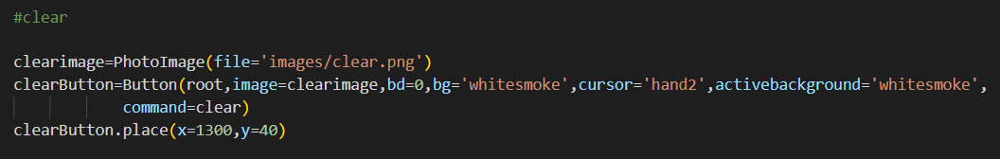 #clear
clearimage=PhotoImage(file='images/clear.png')
clearButton=Button(root,image=clearimage,bd=0,bg='whitesmoke',cursor='hand2',activebackground='whitesmoke',
command=clear)
clearButton.place(x=1300,y=40)